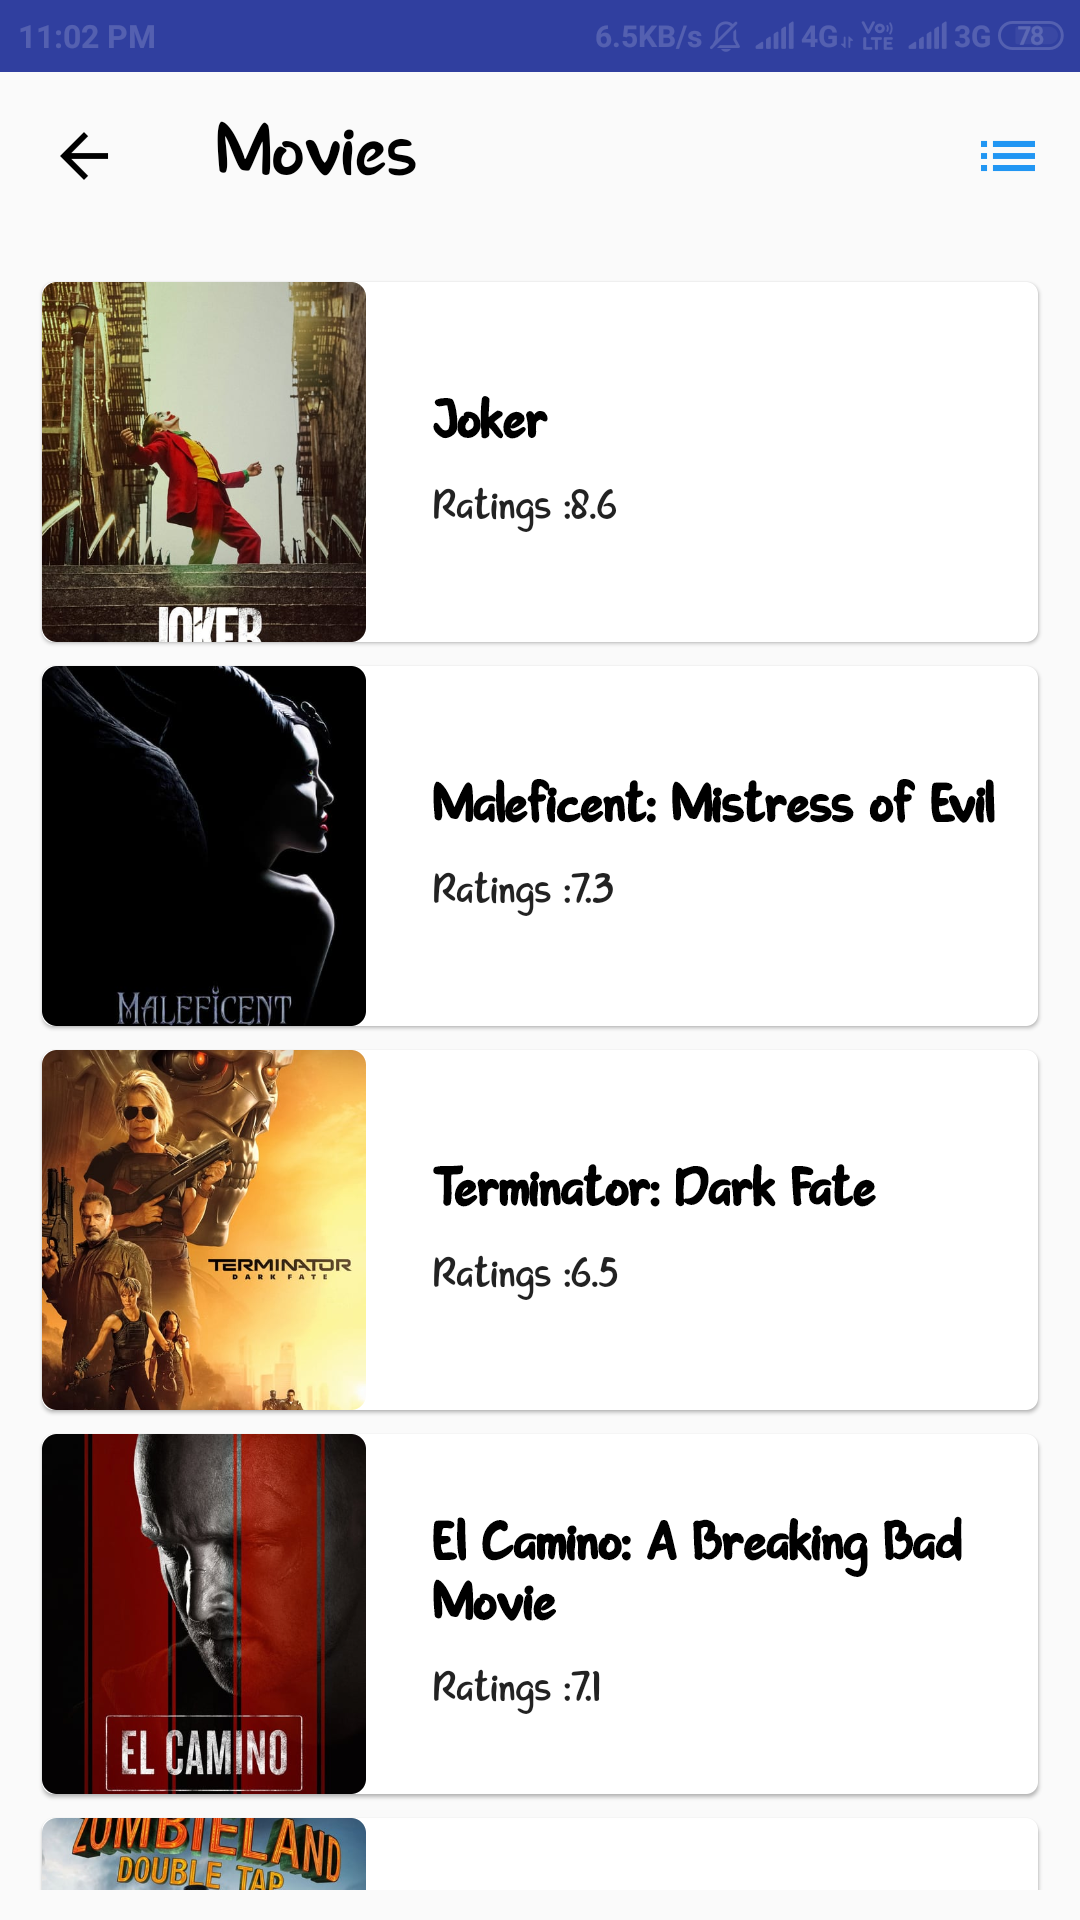 11:02 PM 6.5KB/s 4G Vo)) LTE 3G 78
Movies
JOKER
Joker
Ratings :8.6
MALEFICENT
Maleficent: Mistress of Evil
Ratings :7.3
TERMINATOR
DARK FATE
Terminator: Dark Fate
Ratings :6.5
EL CAMINO
El Camino: A Breaking Bad
Movie
Ratings :7.1
ZOMBIELAND
DOUBLE TAP